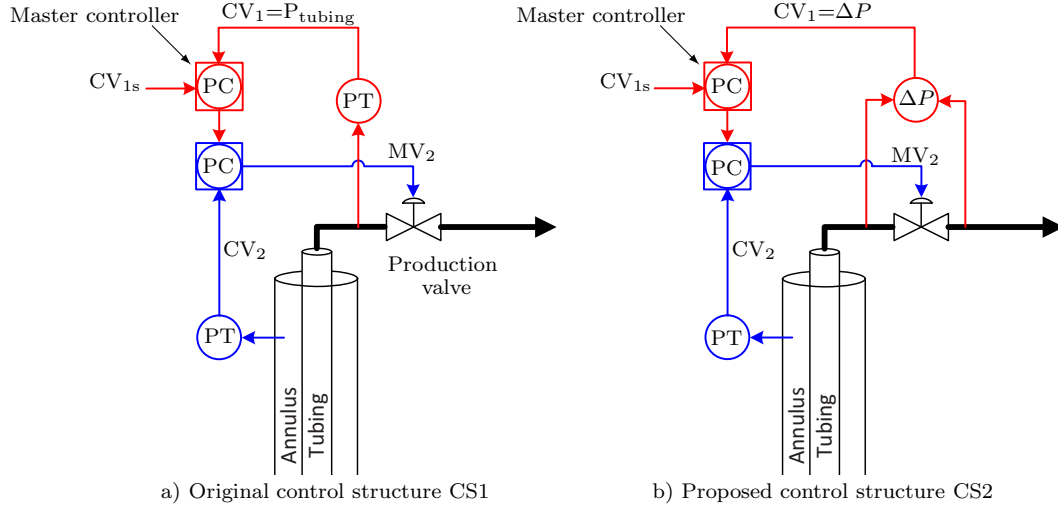 CV₁=P_tubing
Master controller
CV₁ₛ
PC
PT
PC
MV₂
CV₂
Production
valve
PT
Annulus
Tubing
a) Original control structure CS1
CV₁=ΔP
Master controller
CV₁ₛ
PC
ΔP
PC
MV₂
CV₂
PT
Annulus
Tubing
b) Proposed control structure CS2